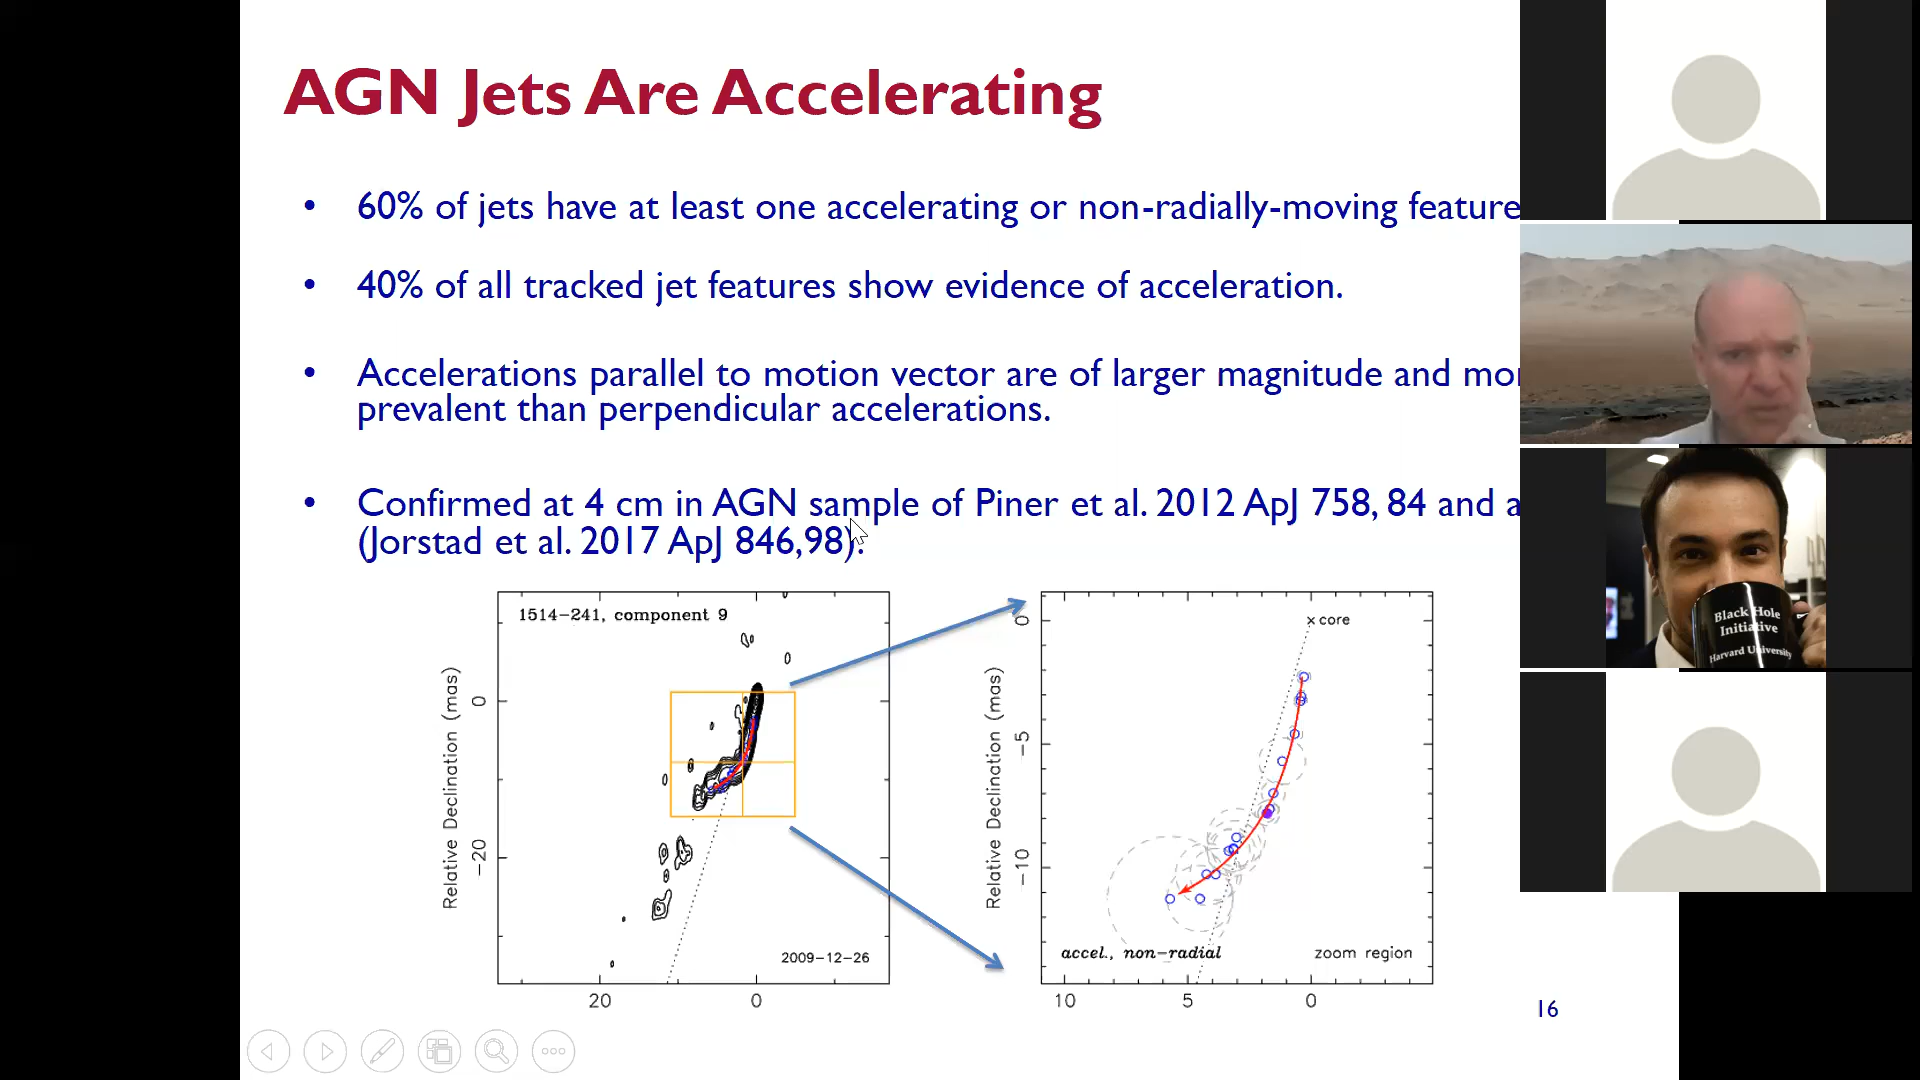 AGN Jets Are Accelerating
• 60% of jets have at least one accelerating or non-radially-moving feature
• 40% of all tracked jet features show evidence of acceleration.
• Accelerations parallel to motion vector are of larger magnitude and
prevalent than perpendicular accelerations.
• Confirmed at 4 cm in AGN sample of Piner et al. 2012 ApJ 758, 84 and
(Jorstad et al. 2017 ApJ 846,98).
1514-241, component 9
Relative Declination (mas)
0
-20
2009-12-26
20 0
× core
Relative Declination (mas)
0
-5
-10
accel., non-radial
zoom region
10 5 0
16
Black Hole
Initiative
Harvard University